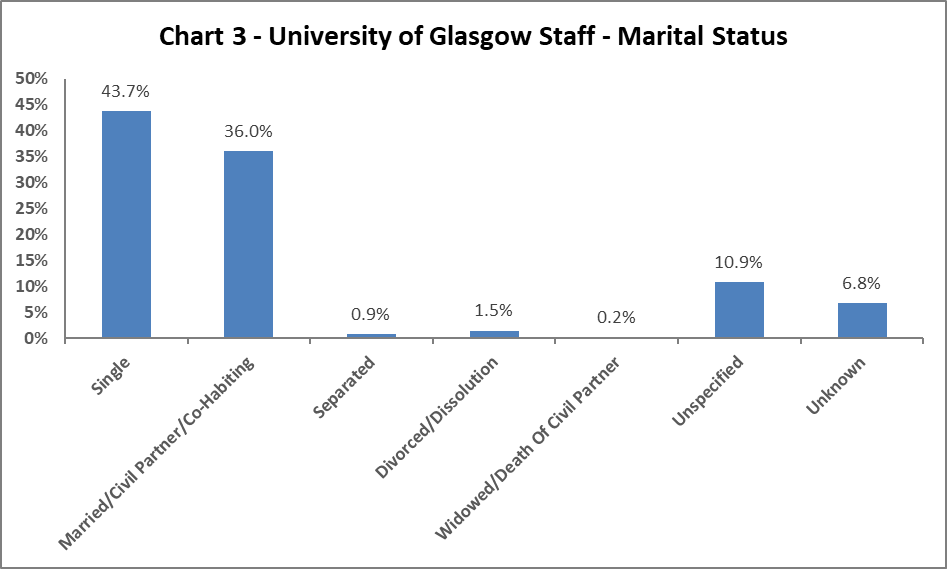 Chart 3 - University of Glasgow Staff - Marital Status
50%
45%
40%
35%
30%
25%
20%
15%
10%
5%
0%
43.7%
36.0%
0.9%
1.5%
0.2%
10.9%
6.8%
Single
Married/Civil Partner/Co-Habiting
Separated
Divorced/Dissolution
Widowed/Death Of Civil Partner
Unspecified
Unknown